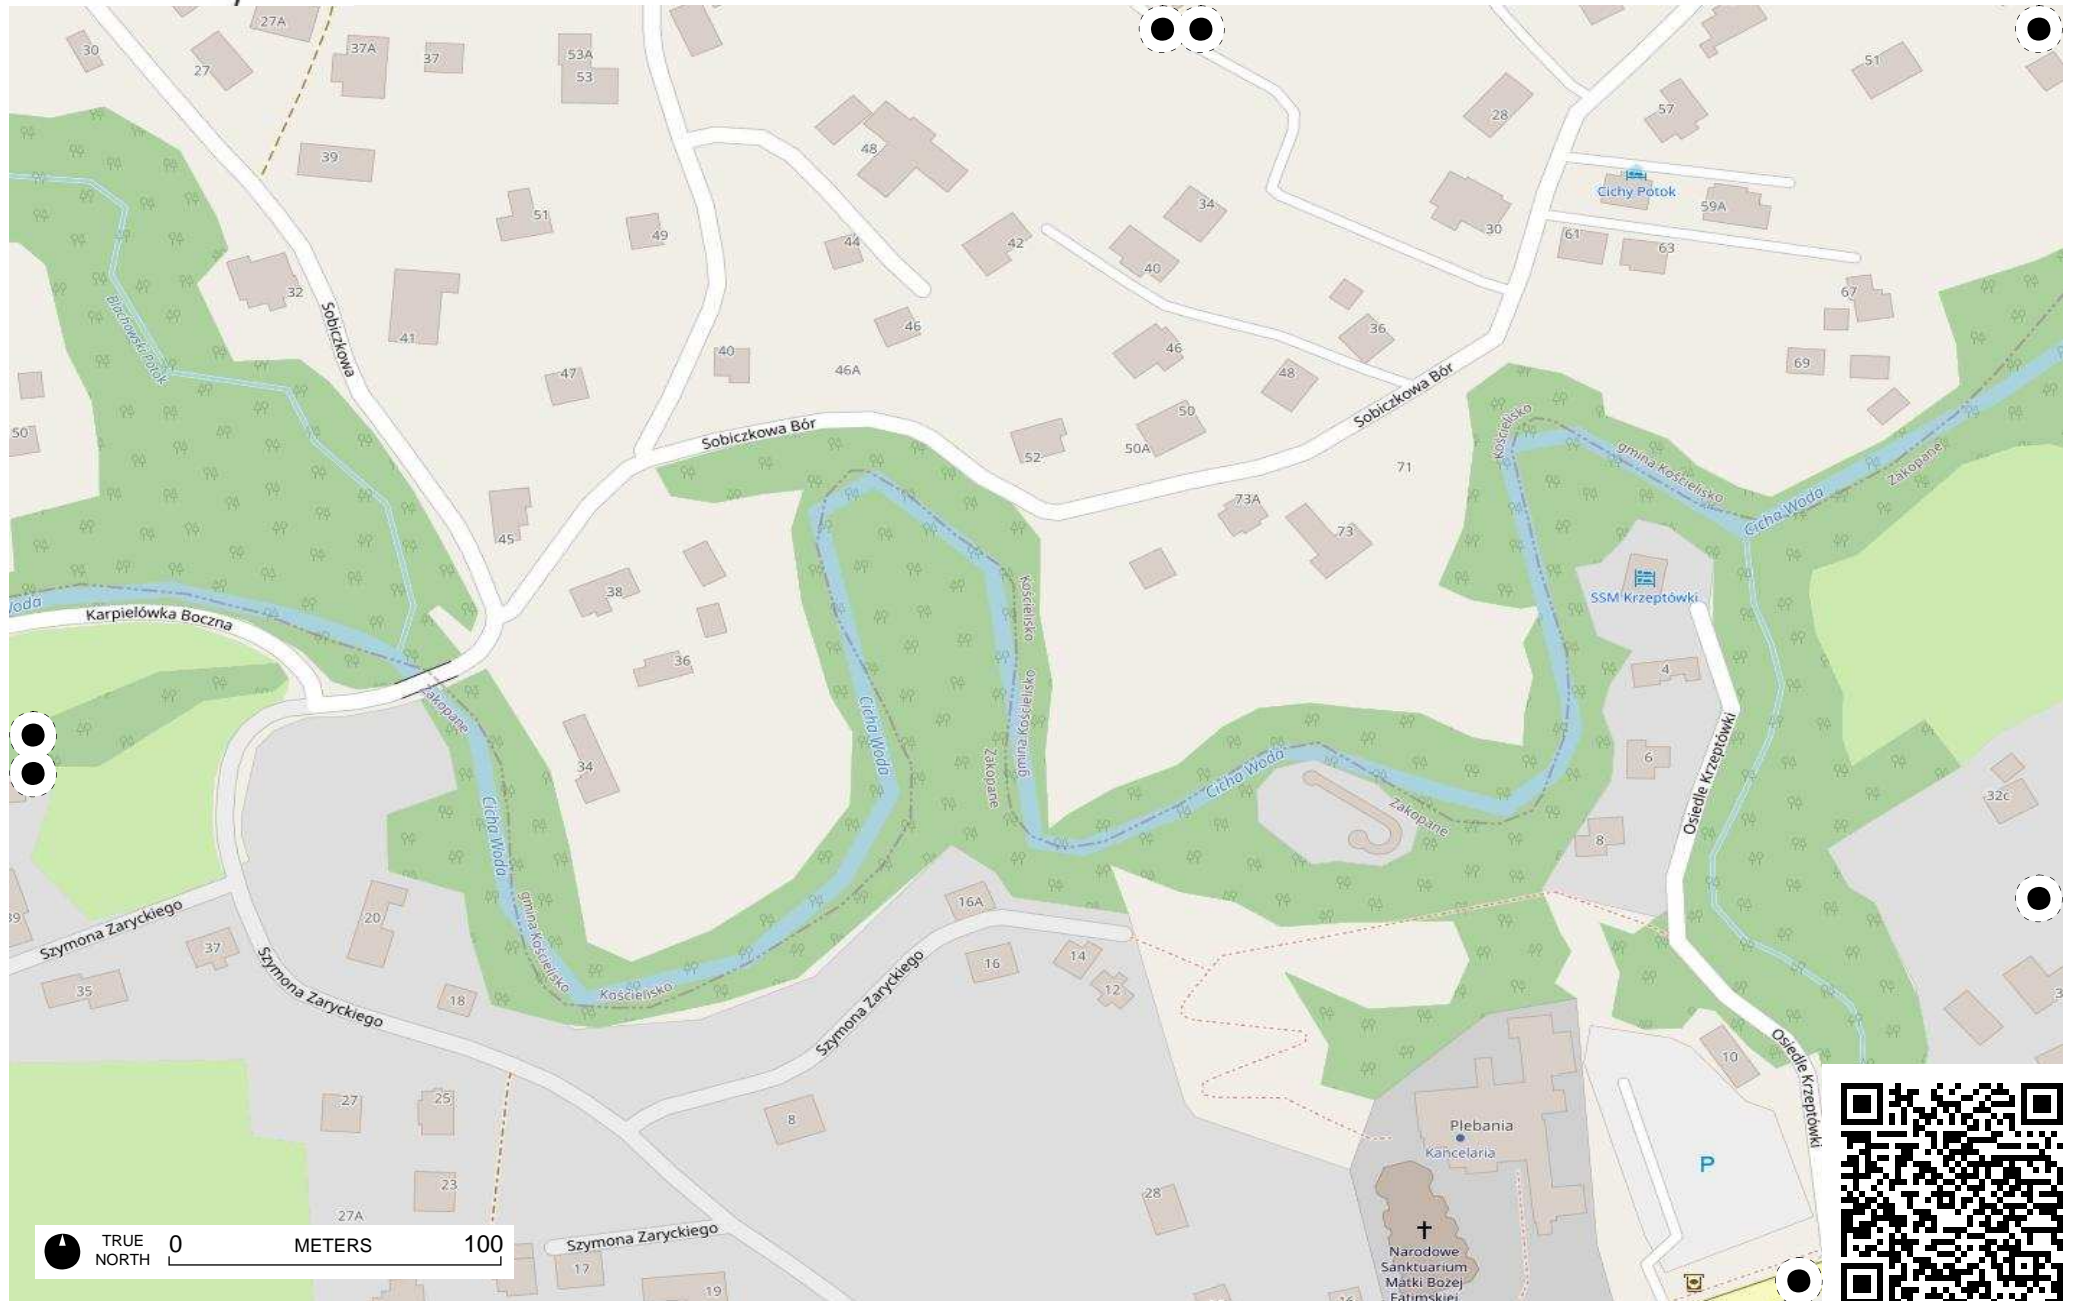 27A
30
27
37A
37
53A
53
51
28
57
48
39
Cichy Potok
34
59A
51
49
44
42
30
61
63
40
32
Blachowski Potok
Sobiczkowa
41
67
46
36
40
46
69
46A
48
47
Sobiczkowa Bór
50
50
Sobiczkowa Bór
Kościelisko
52
50A
71
gmina Kościelisko
Zakopane
Cicha Woda
73A
73
45
SSM Krzeptówki
38
Kościelisko
Karpielówka Boczna
36
4
Zakopane
Cicha Woda
gmina Kościelisko
Zakopane
34
Cicha Woda
6
Osiedle Krzeptówki
32c
Zakopane
8
Cicha Woda
16A
20
Szymona Zaryckiego
37
gmina Kościelisko
Kościelisko
14
16
12
35
18
Szymona Zaryckiego
Szymona Zaryckiego
10
Osiedle Krzeptówki
27
25
8
Plebania
Kancelaria
P
23
28
27A
TRUE
NORTH
0
METERS
100
Szymona Zaryckiego
17
19
Narodowe
Sanktuarium
Matki Bożej
Fatimskiej